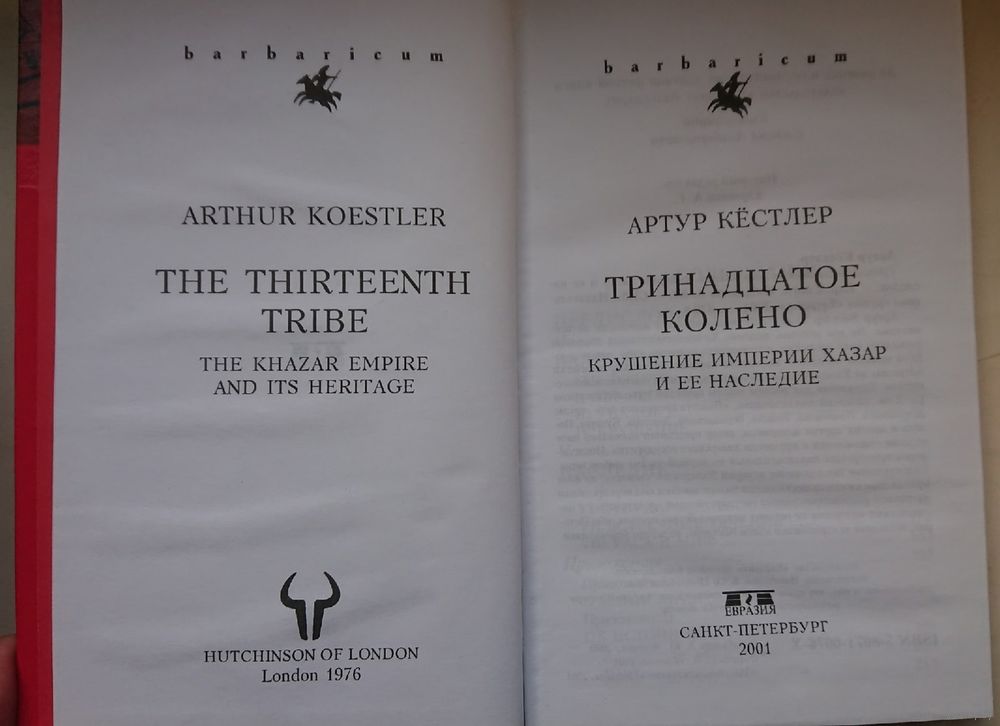 barbaricum
ARTHUR KOESTLER
THE THIRTEENTH
TRIBE
THE KHAZAR EMPIRE
AND ITS HERITAGE
HUTCHINSON OF LONDON
London 1976
barbaricum
АРТУР КЁСТЛЕР
ТРИНАДЦАТОЕ
КОЛЕНО
КРУШЕНИЕ ИМПЕРИИ ХАЗАР
И ЕЕ НАСЛЕДИЕ
ЕВРАЗИЯ
САНКТ-ПЕТЕРБУРГ
2001